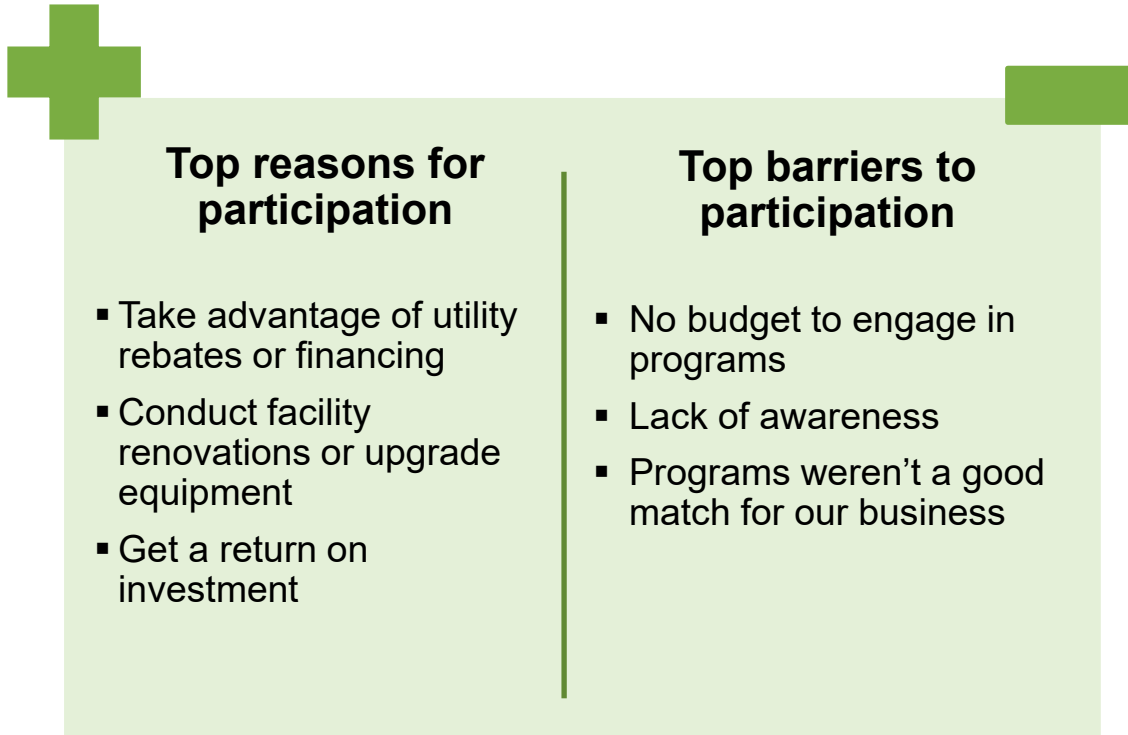 Top reasons for
participation
▪ Take advantage of utility
rebates or financing
▪ Conduct facility
renovations or upgrade
equipment
▪ Get a return on
investment
Top barriers to
participation
▪ No budget to engage in
programs
▪ Lack of awareness
▪ Programs weren’t a good
match for our business